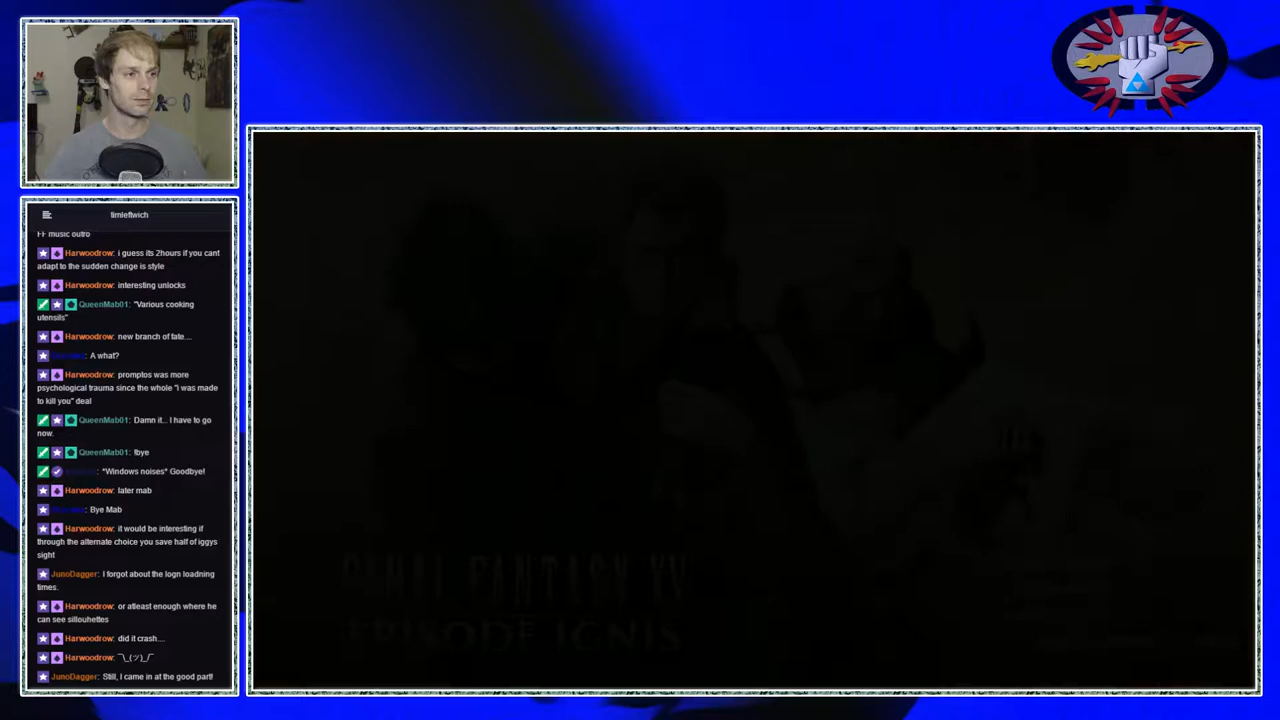 timleftwich
FF music outro
Harwoodrow: i guess its 2hours if you cant
adapt to the sudden change is style
Harwoodrow: interesting unlocks
QueenMab01: "Various cooking
utensils"
Harwoodrow: new branch of fate....
: A what?
Harwoodrow: promptos was more
psychological trauma since the whole "i was made
to kill you" deal
QueenMab01: Damn it... I have to go
now.
QueenMab01: !bye
: *Windows noises* Goodbye!
Harwoodrow: later mab
: Bye Mab
Harwoodrow: it would be interesting if
through the alternate choice you save half of iggys
sight
JunoDagger: I forgot about the logn loadning
times.
Harwoodrow: or atleast enough where he
can see sillouhettes
Harwoodrow: did it crash....
Harwoodrow: ¯\_(ツ)_/¯
JunoDagger: Still, I came in at the good part!
FINAL FANTASY XV
EPISODE IGNIS